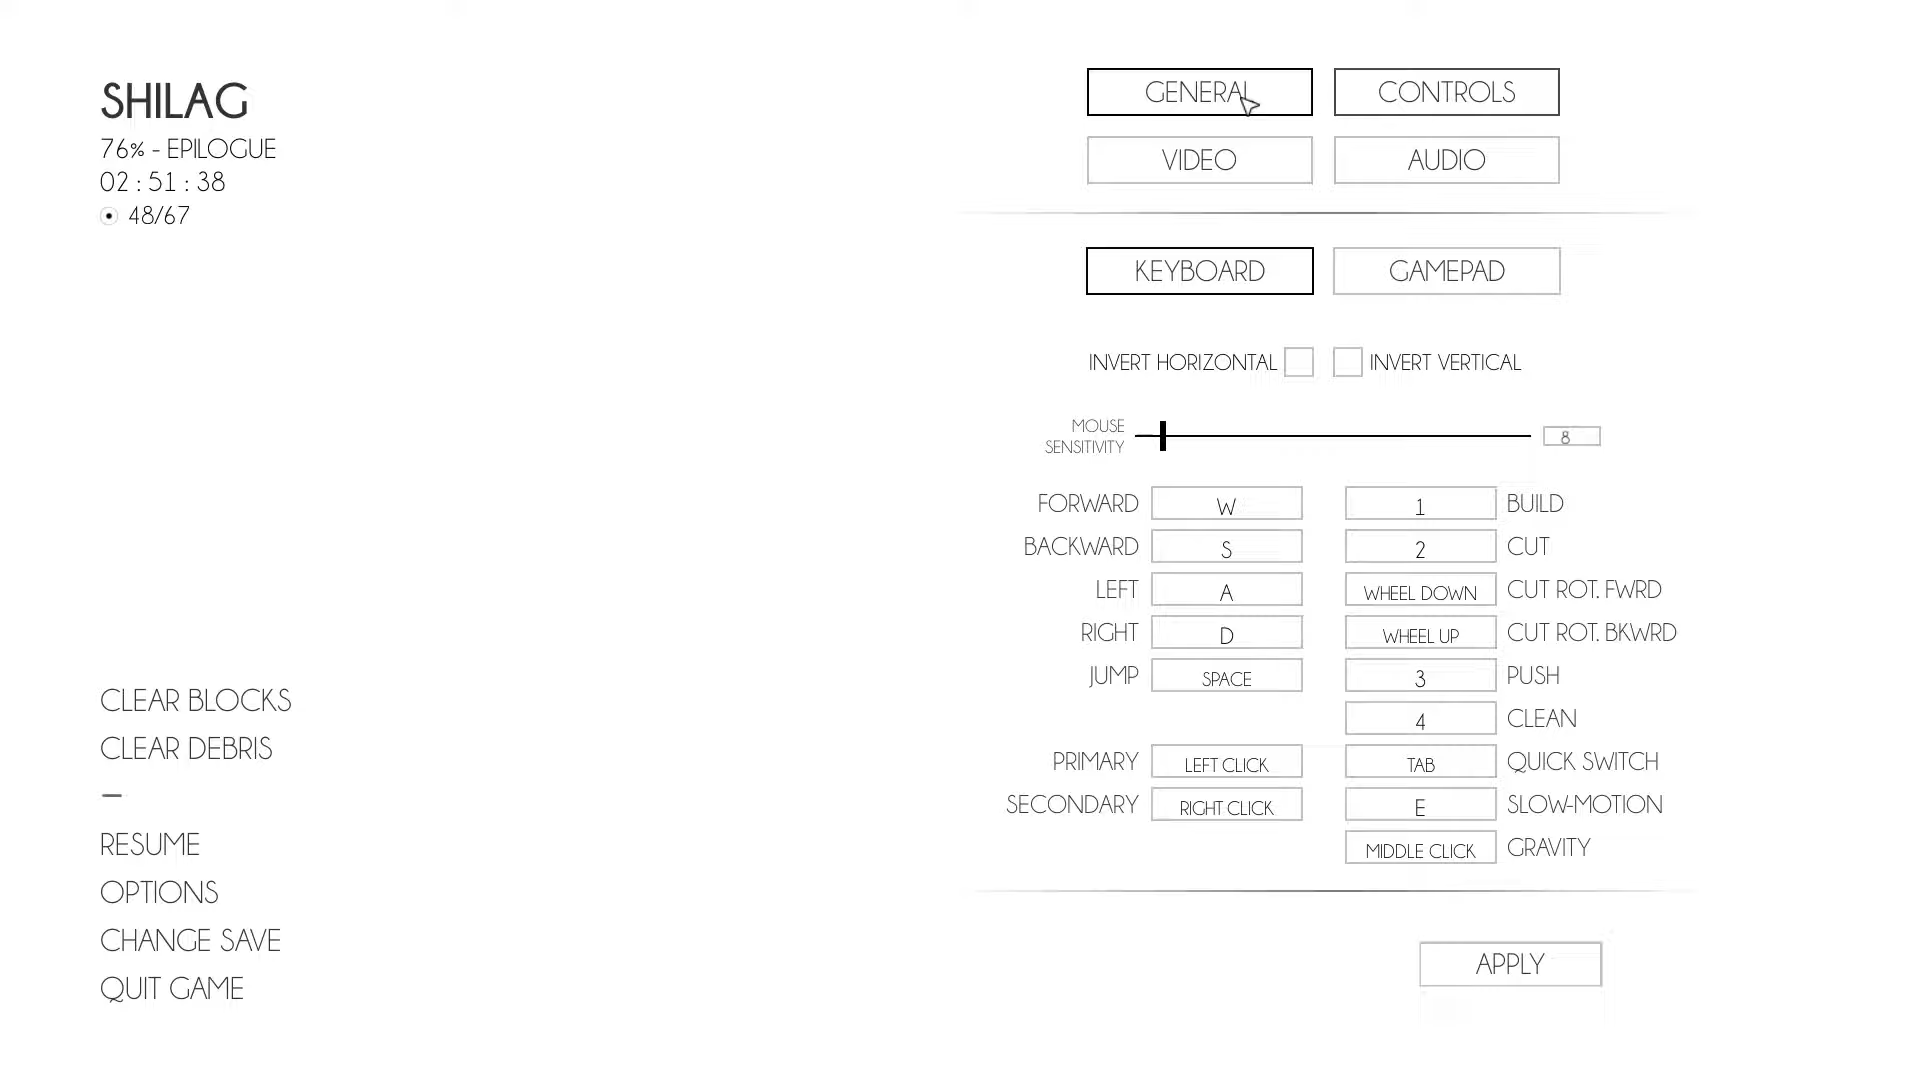 SHILAG
76% - EPILOGUE
02 : 51 : 38
48/67
CLEAR BLOCKS
CLEAR DEBRIS
RESUME
OPTIONS
CHANGE SAVE
QUIT GAME
GENERAL CONTROLS
VIDEO AUDIO
KEYBOARD GAMEPAD
INVERT HORIZONTAL INVERT VERTICAL
MOUSE
SENSITIVITY 8
FORWARD W 1 BUILD
BACKWARD S 2 CUT
LEFT A WHEEL DOWN CUT ROT. FWRD
RIGHT D WHEEL UP CUT ROT. BKWRD
JUMP SPACE 3 PUSH
4 CLEAN
PRIMARY LEFT CLICK TAB QUICK SWITCH
SECONDARY RIGHT CLICK E SLOW-MOTION
MIDDLE CLICK GRAVITY
APPLY